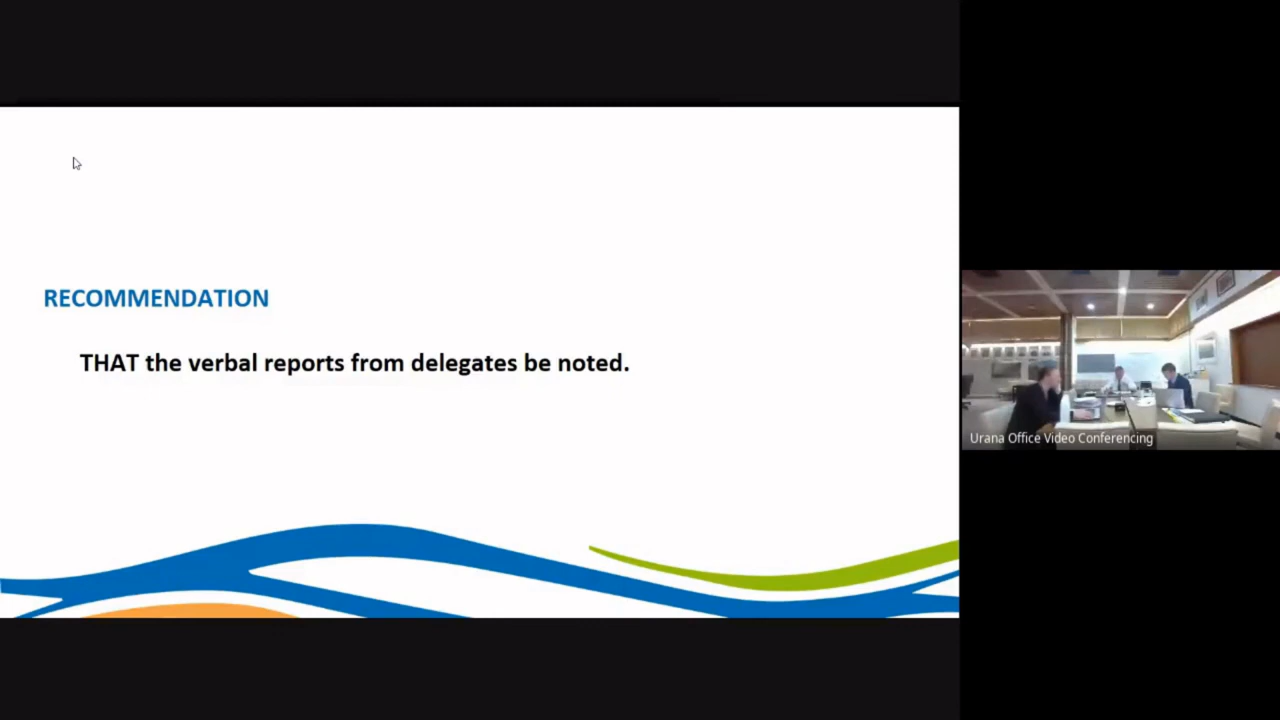 RECOMMENDATION
THAT the verbal reports from delegates be noted.
Urana Office Video Conferencing